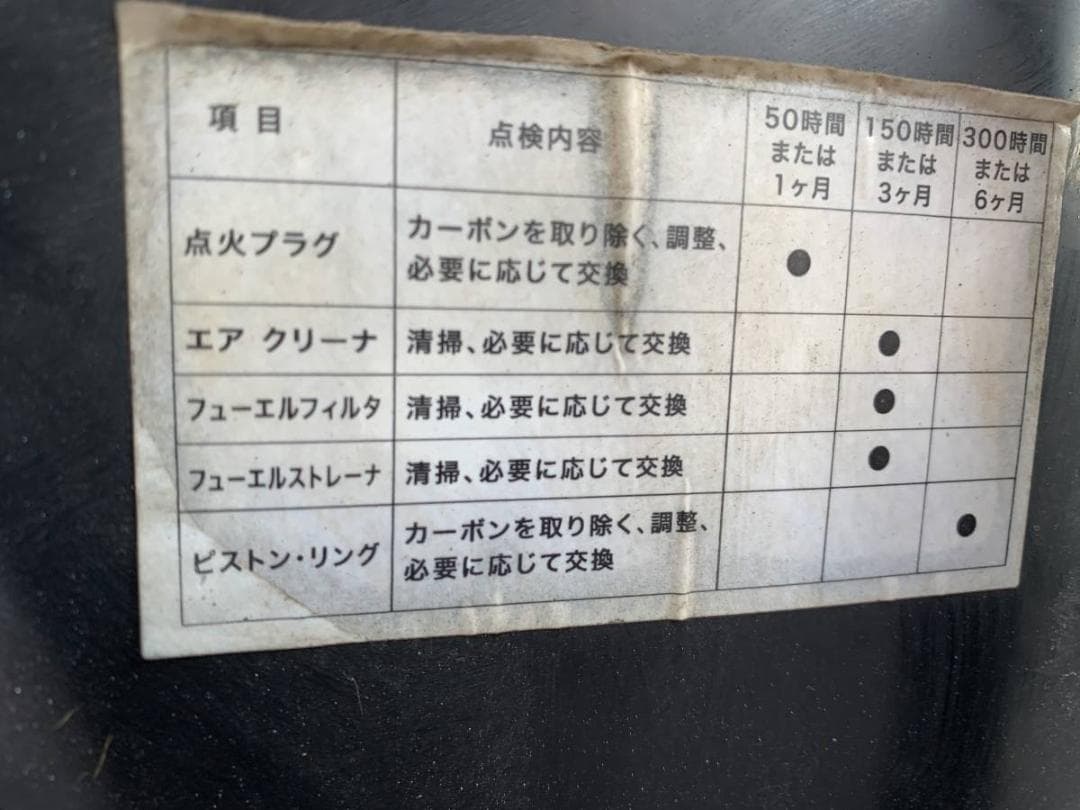 項目 点検内容 50時間 または 1ヶ月 150時間 または 3ヶ月 300時間 または 6ヶ月
点火プラグ カーボンを取り除く、調整、
必要に応じて交換 ●
エア クリーナ 清掃、必要に応じて交換 ●
フューエルフィルタ 清掃、必要に応じて交換 ●
フューエルストレーナ 清掃、必要に応じて交換 ●
ピストン・リング カーボンを取り除く、調整、
必要に応じて交換 ●